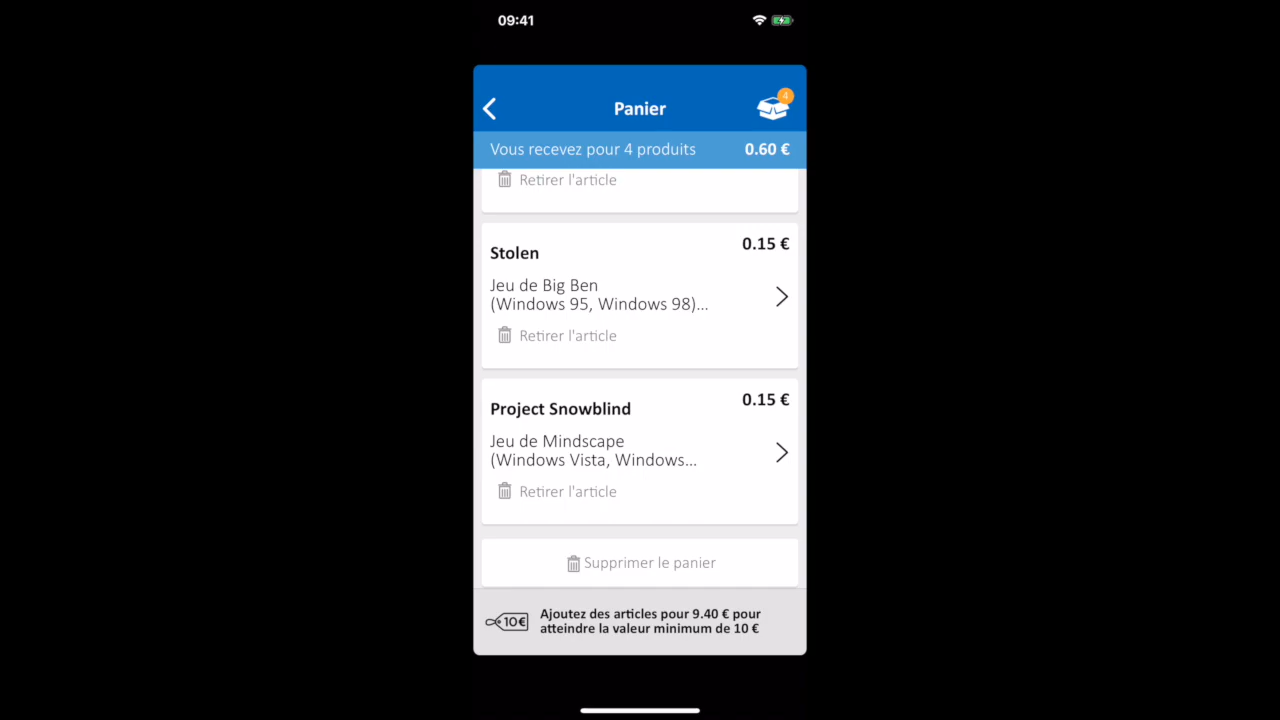 09:41
Panier
4
Vous recevez pour 4 produits 0.60 €
Retirer l'article
Stolen 0.15 €
Jeu de Big Ben
(Windows 95, Windows 98)...
Retirer l'article
Project Snowblind 0.15 €
Jeu de Mindscape
(Windows Vista, Windows...
Retirer l'article
Supprimer le panier
10€
Ajoutez des articles pour 9.40 € pour
atteindre la valeur minimum de 10 €